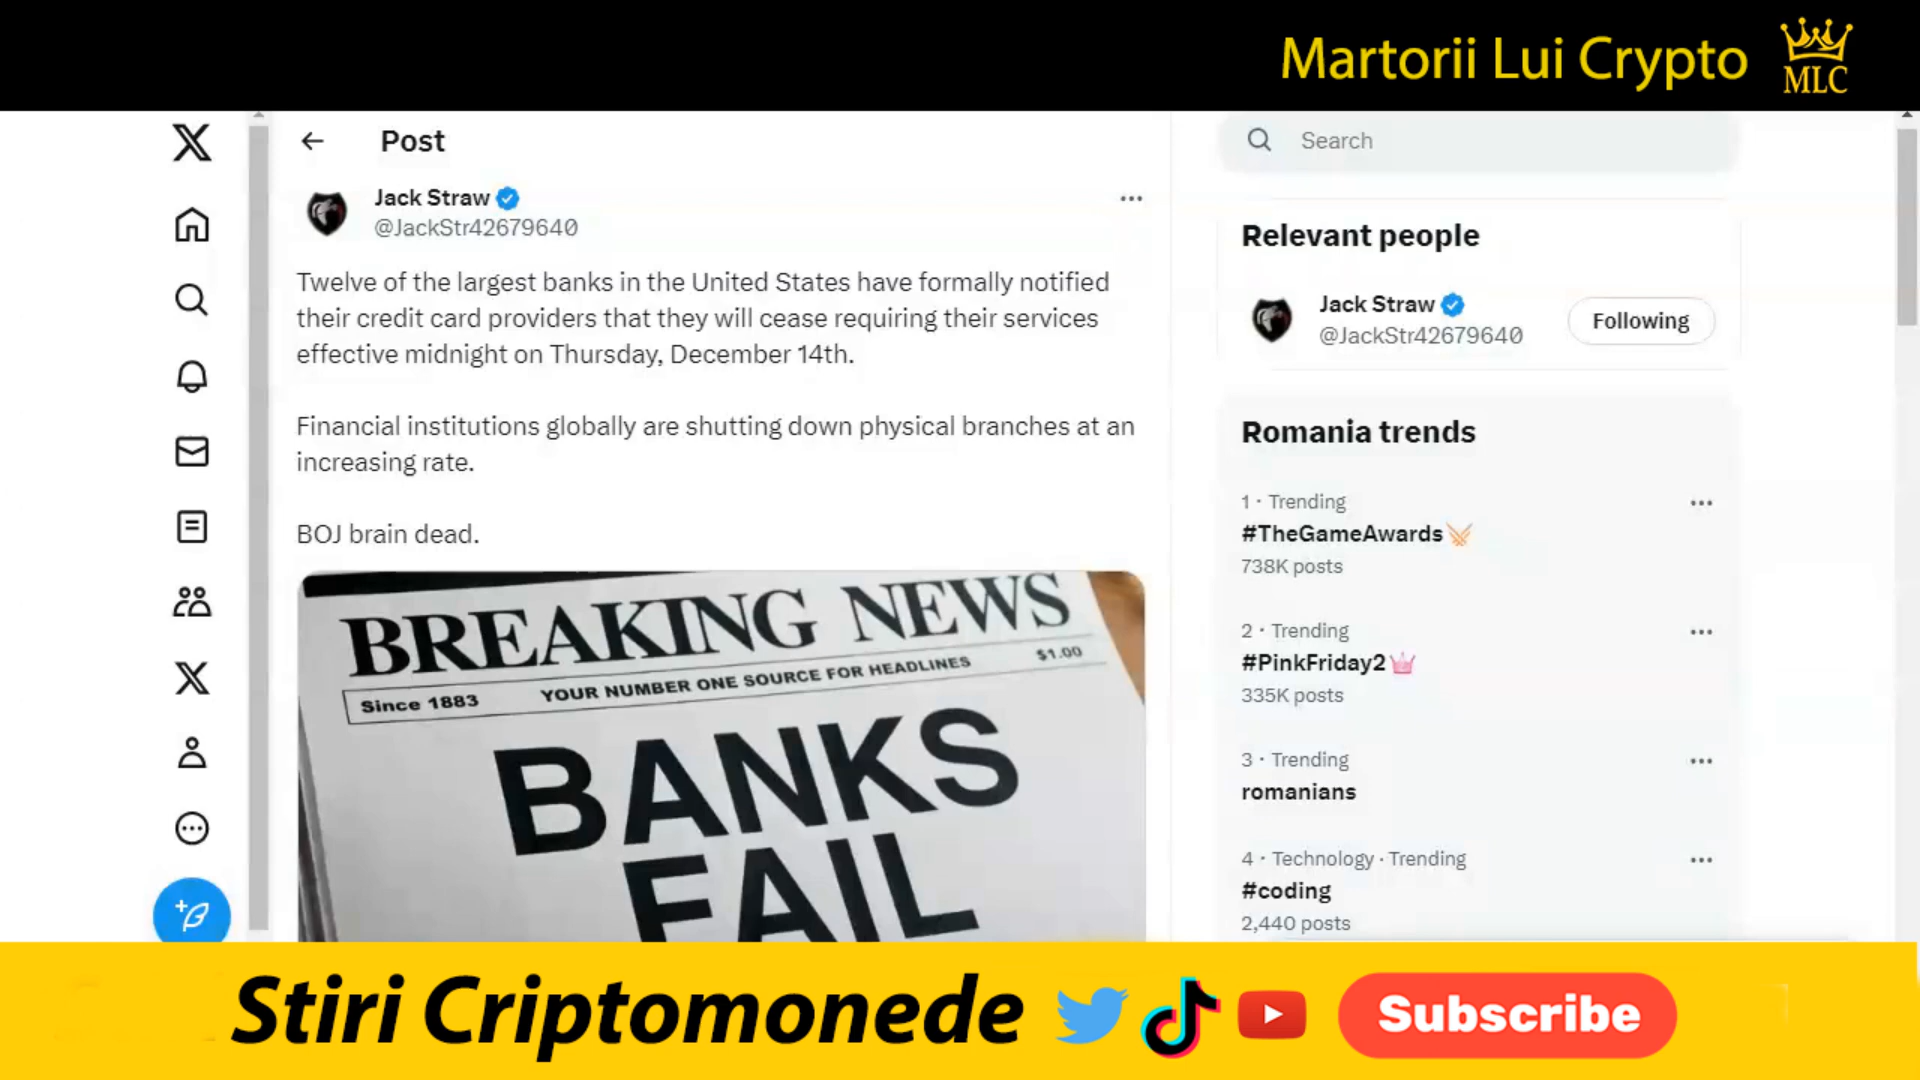 Martorii Lui Crypto
MLC
Post
Search
Jack Straw
@JackStr42679640
Twelve of the largest banks in the United States have formally notified
their credit card providers that they will cease requiring their services
effective midnight on Thursday, December 14th.
Financial institutions globally are shutting down physical branches at an
increasing rate.
BOJ brain dead.
BREAKING NEWS
Since 1883 YOUR NUMBER ONE SOURCE FOR HEADLINES $1.00
BANKS
FAIL
Relevant people
Jack Straw
@JackStr42679640
Following
Romania trends
1 · Trending
#TheGameAwards
738K posts
2 · Trending
#PinkFriday2
335K posts
3 · Trending
romanians
4 · Technology · Trending
#coding
2,440 posts
Stiri Criptomonede
Subscribe